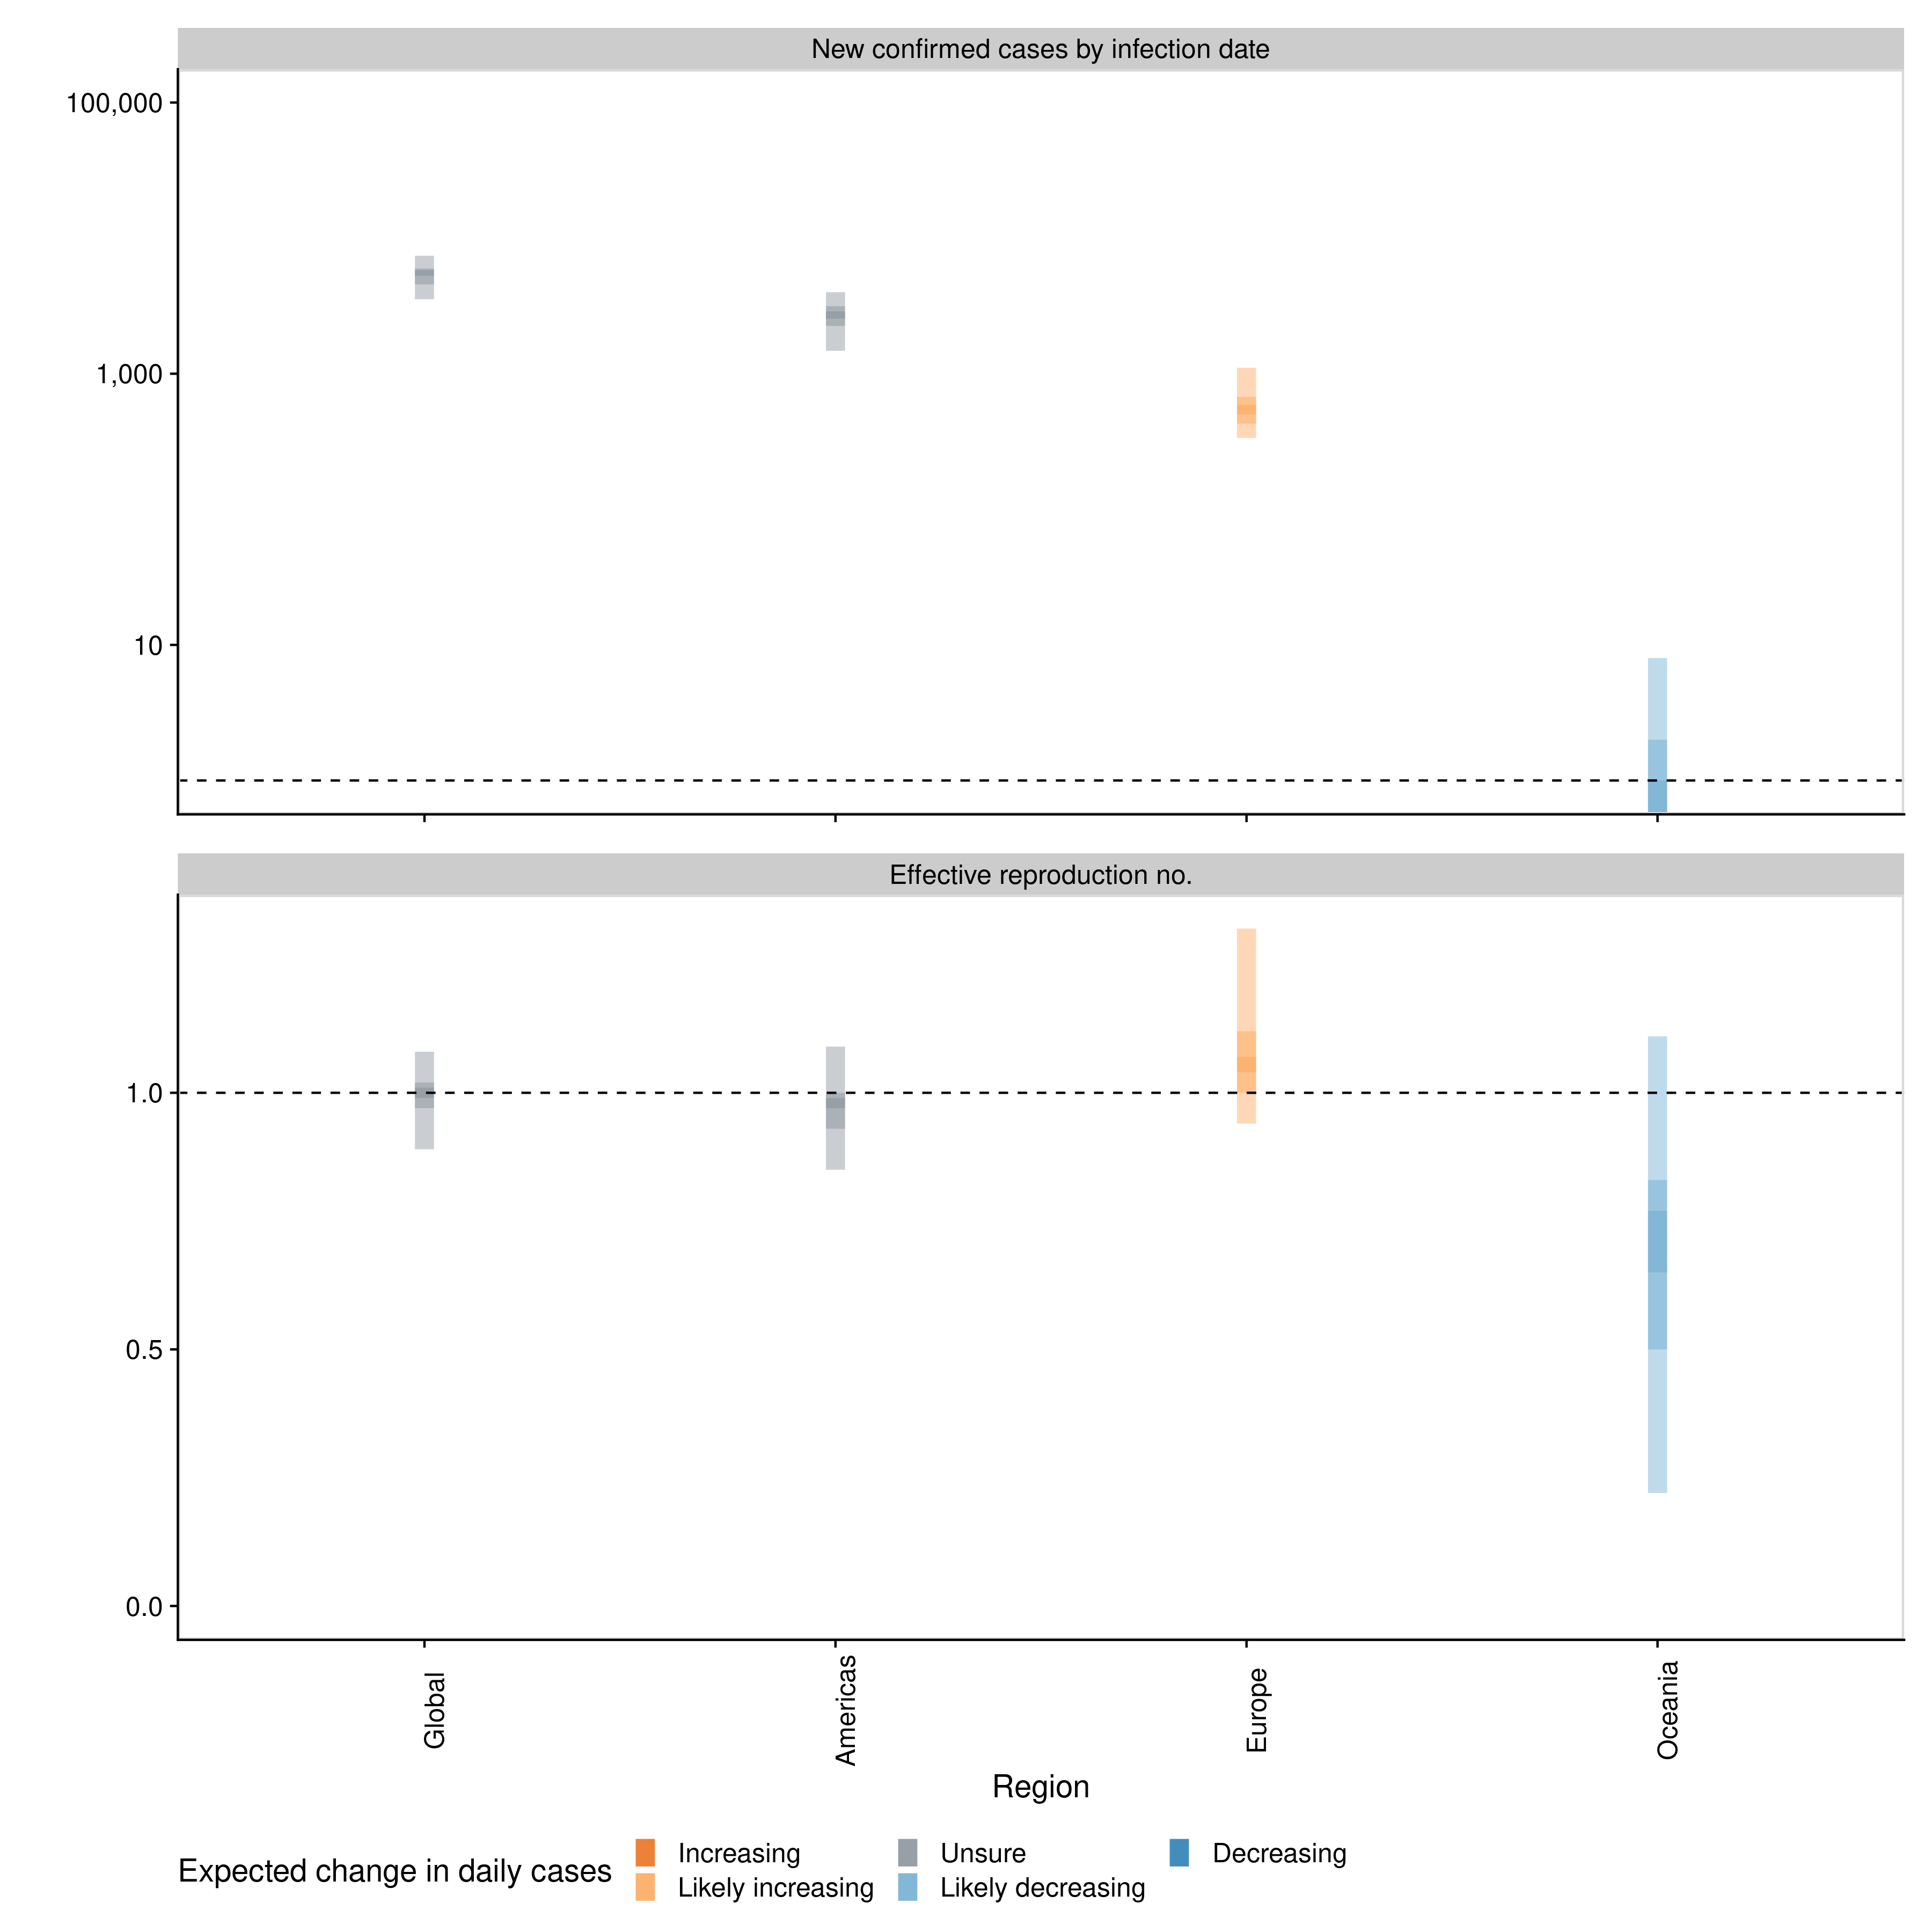 New confirmed cases by infection date
100,000
1,000
10
Effective reproduction no.
1.0
0.5
0.0
Global
Americas
Europe
Oceania
Region
Expected change in daily cases
Increasing
Unsure
Decreasing
Likely increasing
Likely decreasing